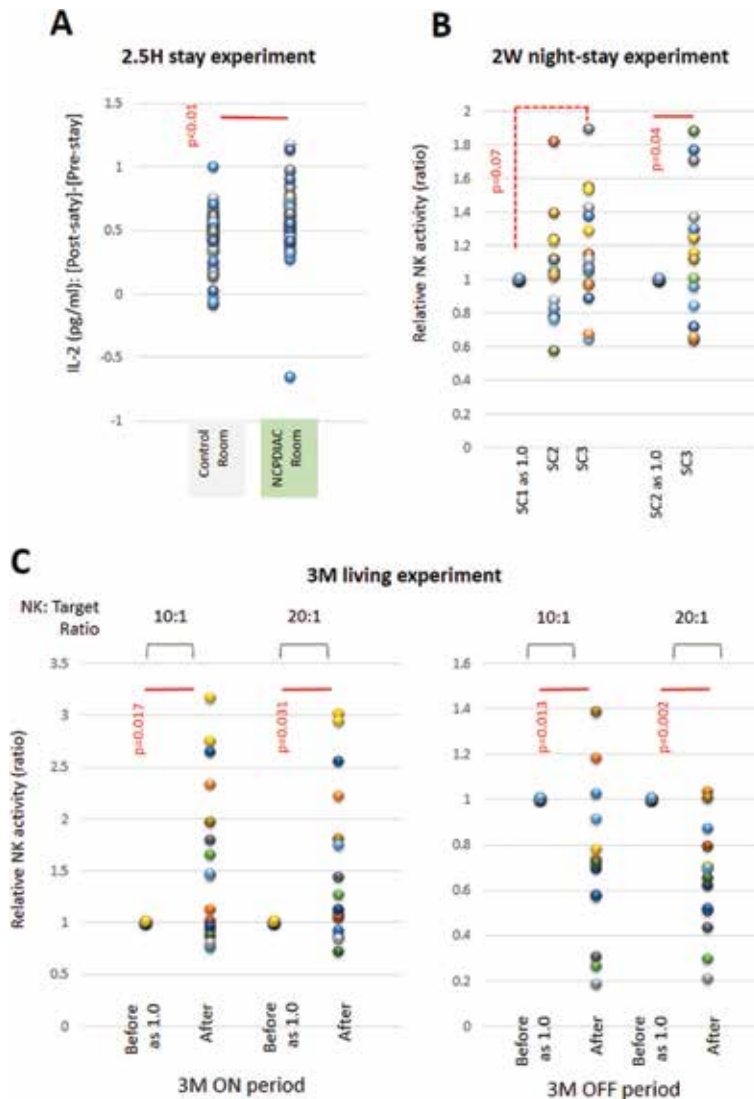 A
2.5H stay experiment
IL-2 (pg/ml): [Post-saty]-[Pre-stay]
1.5
1
0.5
0
-0.5
-1
p<0.01
Control
Room
NCPDIAC
Room
B
2W night-stay experiment
Relative NK activity (ratio)
2
1.8
1.6
1.4
1.2
1
0.8
0.6
0.4
0.2
0
p=0.07
p=0.04
SC1 as 1.0
SC2
SC3
SC2 as 1.0
SC3
C
3M living experiment
NK: Target
Ratio
10:1
20:1
Relative NK activity (ratio)
3.5
3
2.5
2
1.5
1
0.5
0
p=0.017
p=0.031
Before
as 1.0
After
Before
as 1.0
After
3M ON period
10:1
20:1
1.6
1.4
1.2
1
0.8
0.6
0.4
0.2
0
p=0.013
p=0.002
Before
as 1.0
After
Before
as 1.0
After
3M OFF period